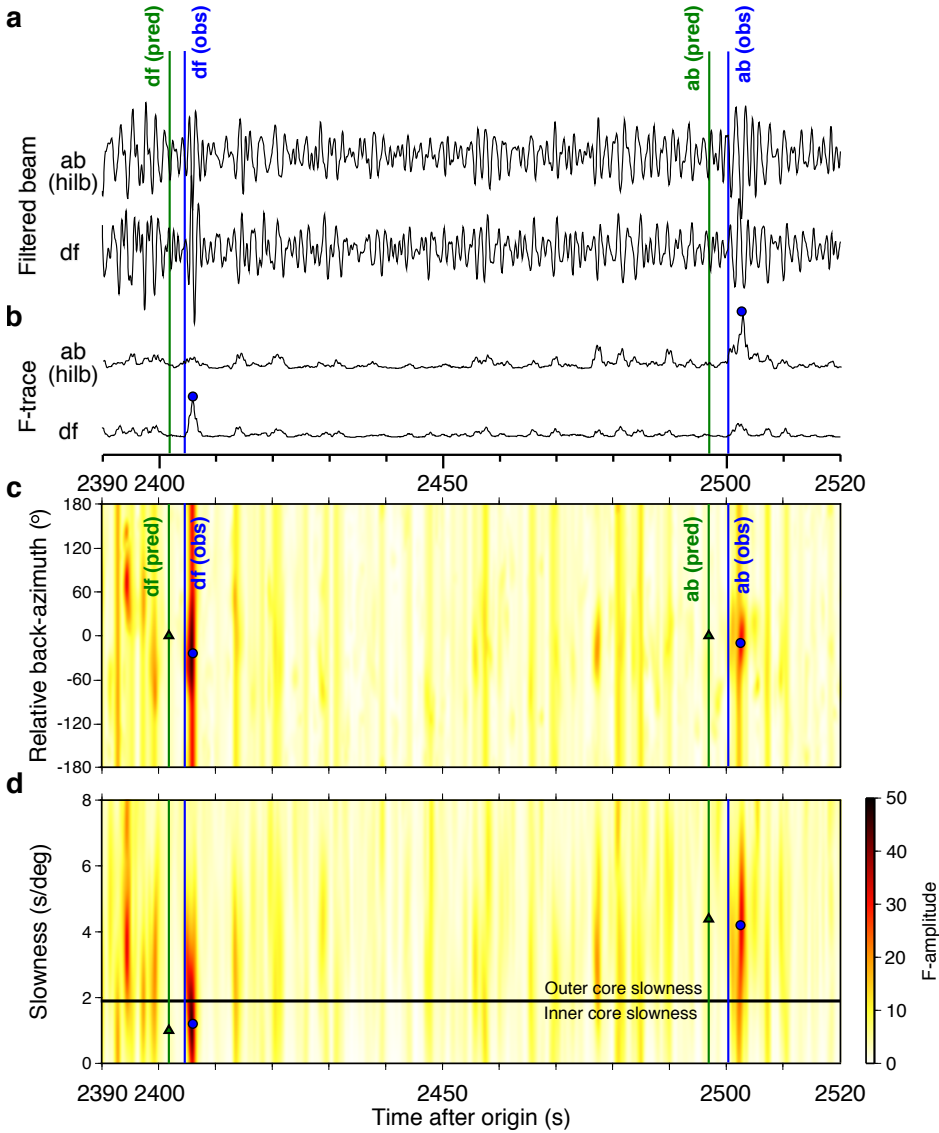 a
df (pred)
df (obs)
ab (pred)
ab (obs)
Filtered beam
ab
(hilb)
df
b
F-trace
ab
(hilb)
df
2390 2400 2450 2500 2520
c
Relative back-azimuth (º)
180
120
60
0
-60
-120
-180
df (pred)
df (obs)
ab (pred)
ab (obs)
d
Slowness (s/deg)
8
6
4
2
0
Outer core slowness
Inner core slowness
50
40
30
20
10
0
F-amplitude
2390 2400 2450 2500 2520
Time after origin (s)